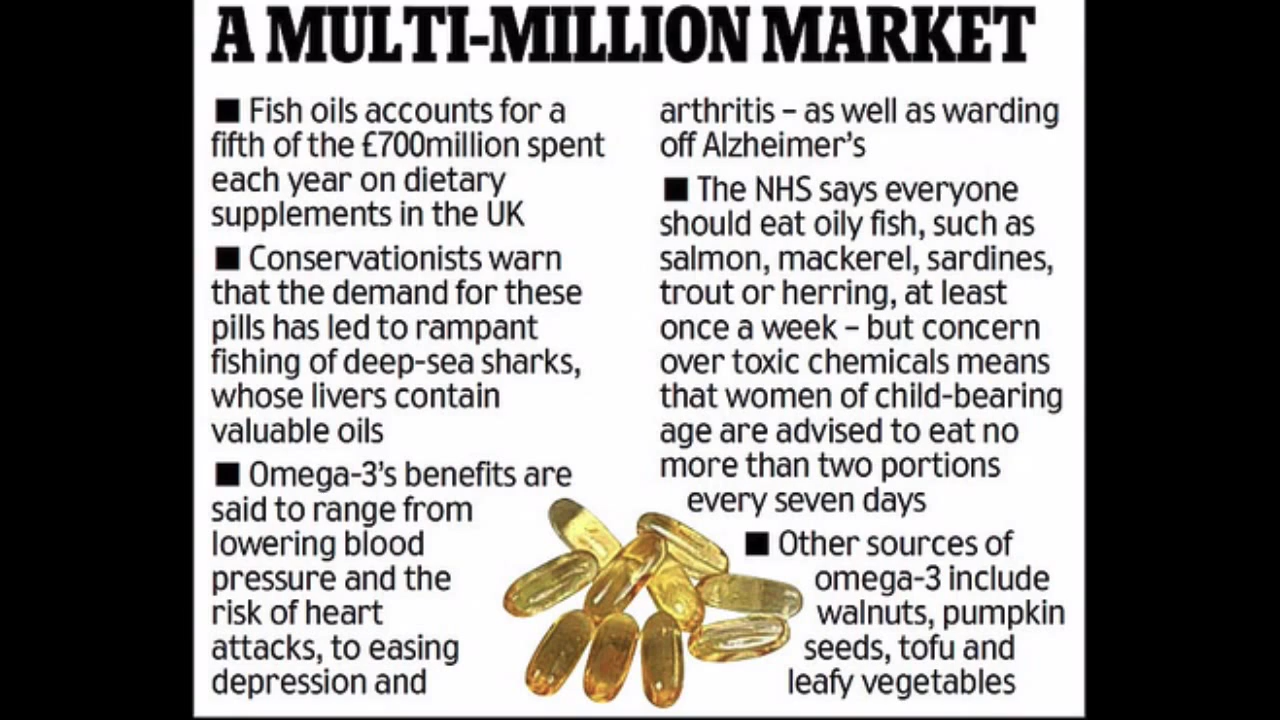 A MULTI-MILLION MARKET
■ Fish oils accounts for a
fifth of the £700million spent
each year on dietary
supplements in the UK
■ Conservationists warn
that the demand for these
pills has led to rampant
fishing of deep-sea sharks,
whose livers contain
valuable oils
■ Omega-3’s benefits are
said to range from
lowering blood
pressure and the
risk of heart
attacks, to easing
depression and
arthritis – as well as warding
off Alzheimer’s
■ The NHS says everyone
should eat oily fish, such as
salmon, mackerel, sardines,
trout or herring, at least
once a week – but concern
over toxic chemicals means
that women of child-bearing
age are advised to eat no
more than two portions
every seven days
■ Other sources of
omega-3 include
walnuts, pumpkin
seeds, tofu and
leafy vegetables